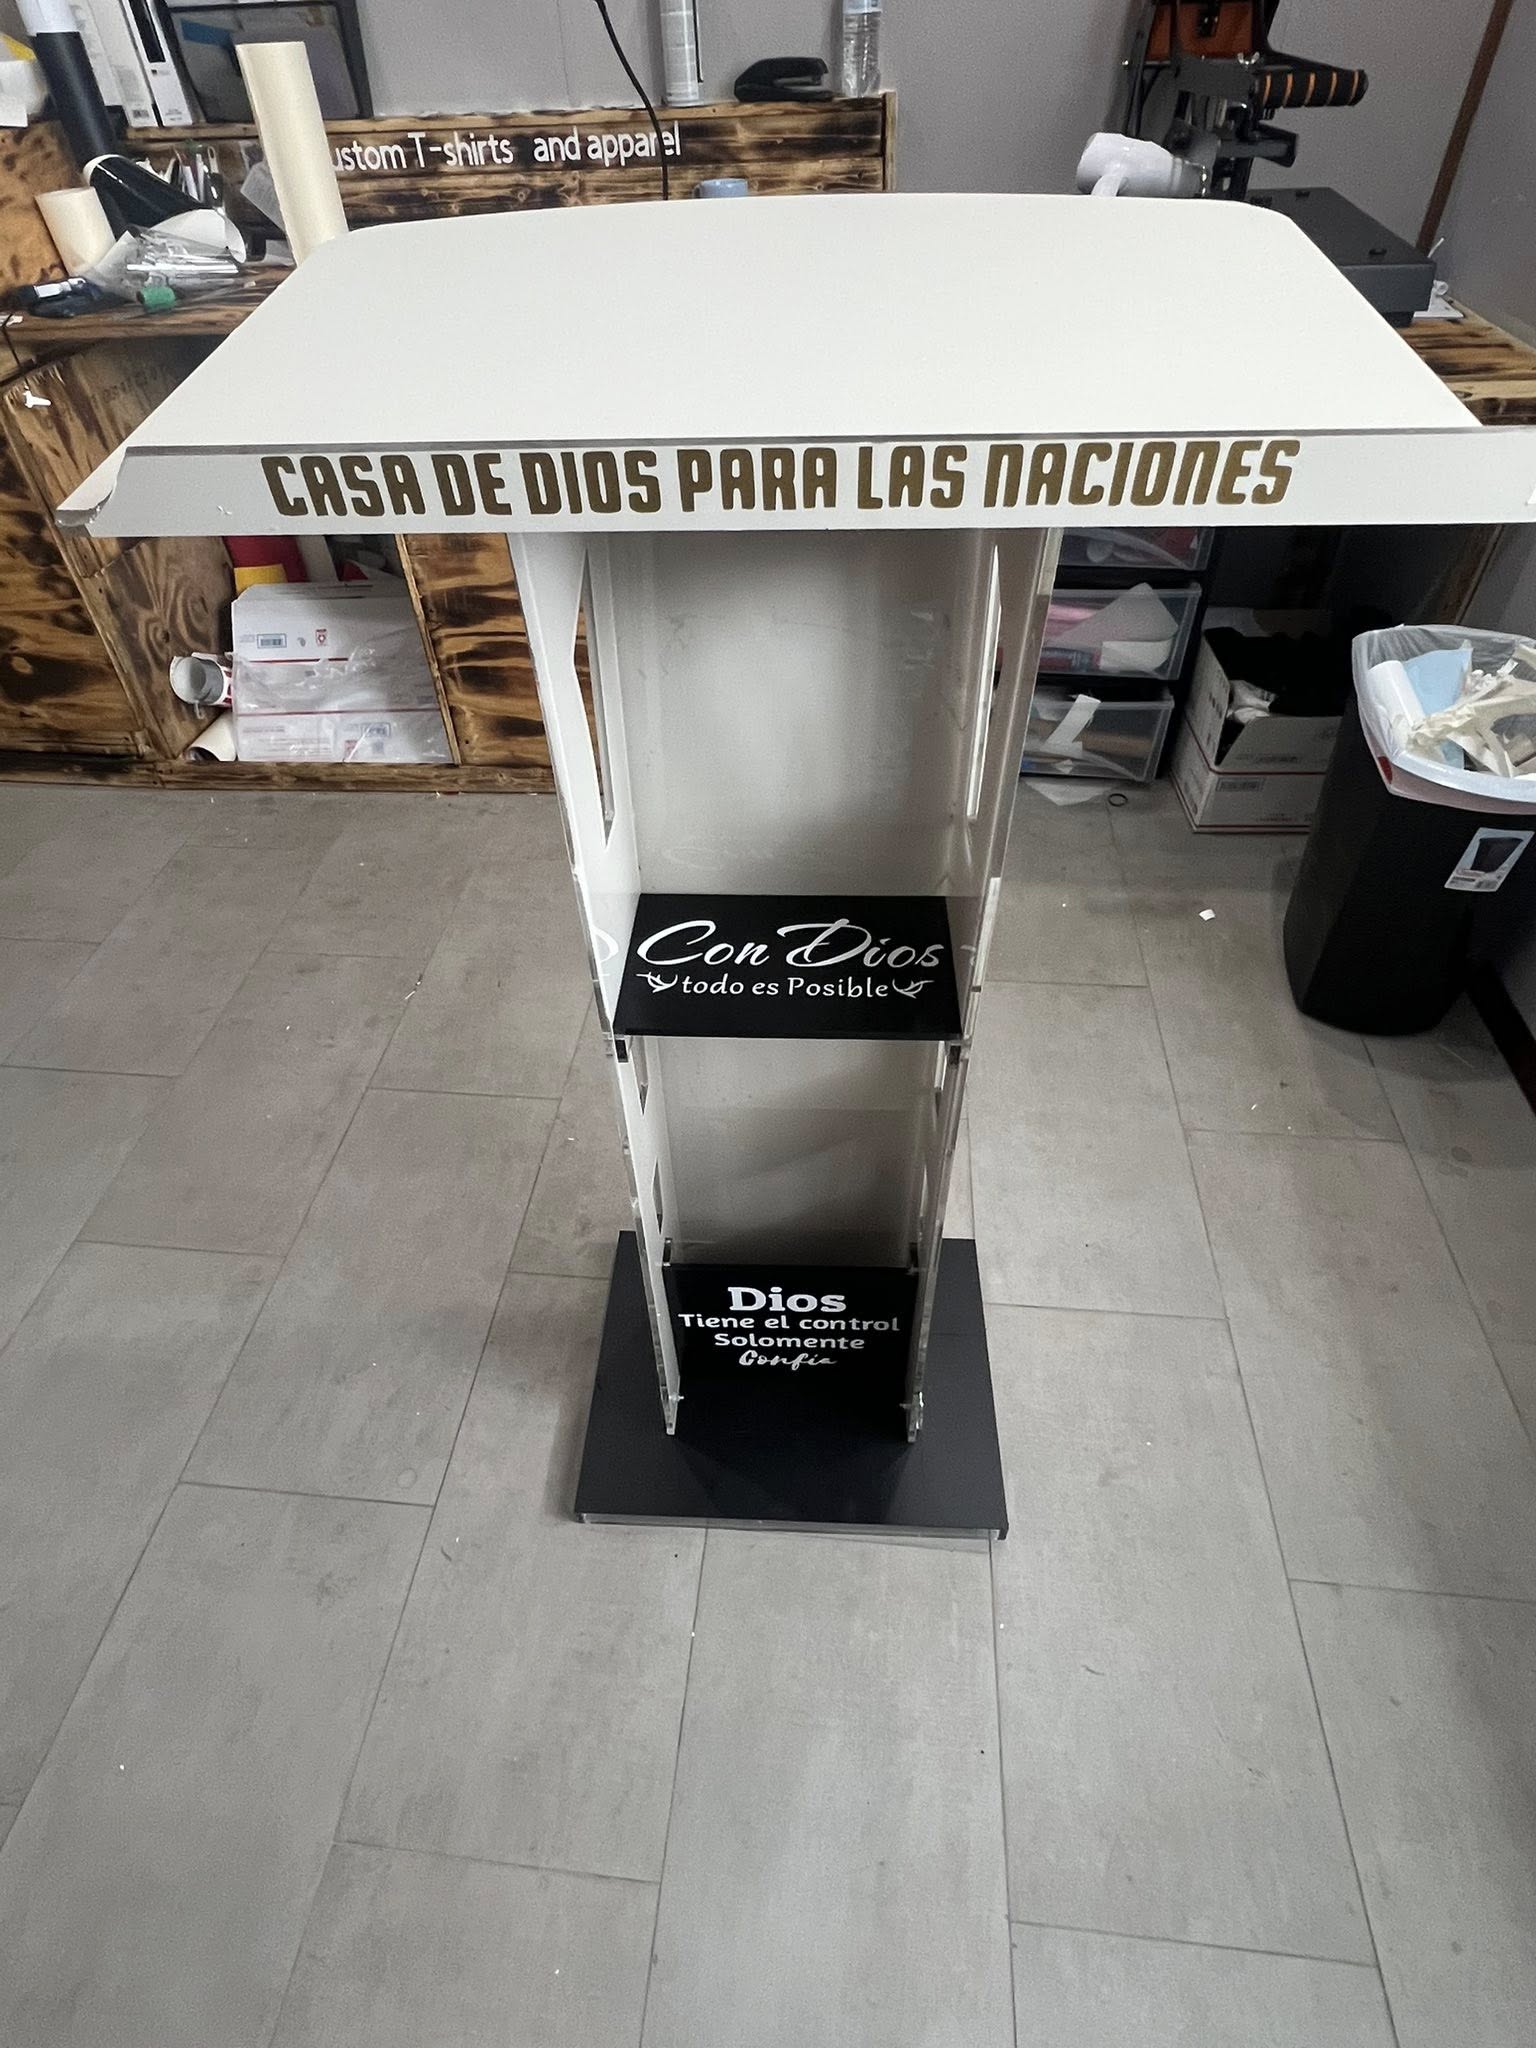 ustom T-shirts and apparel
CASA DE DIOS PARA LAS NACIONES
Con Dios
todo es Posible
Dios
Tiene el control
Solomente
Confía